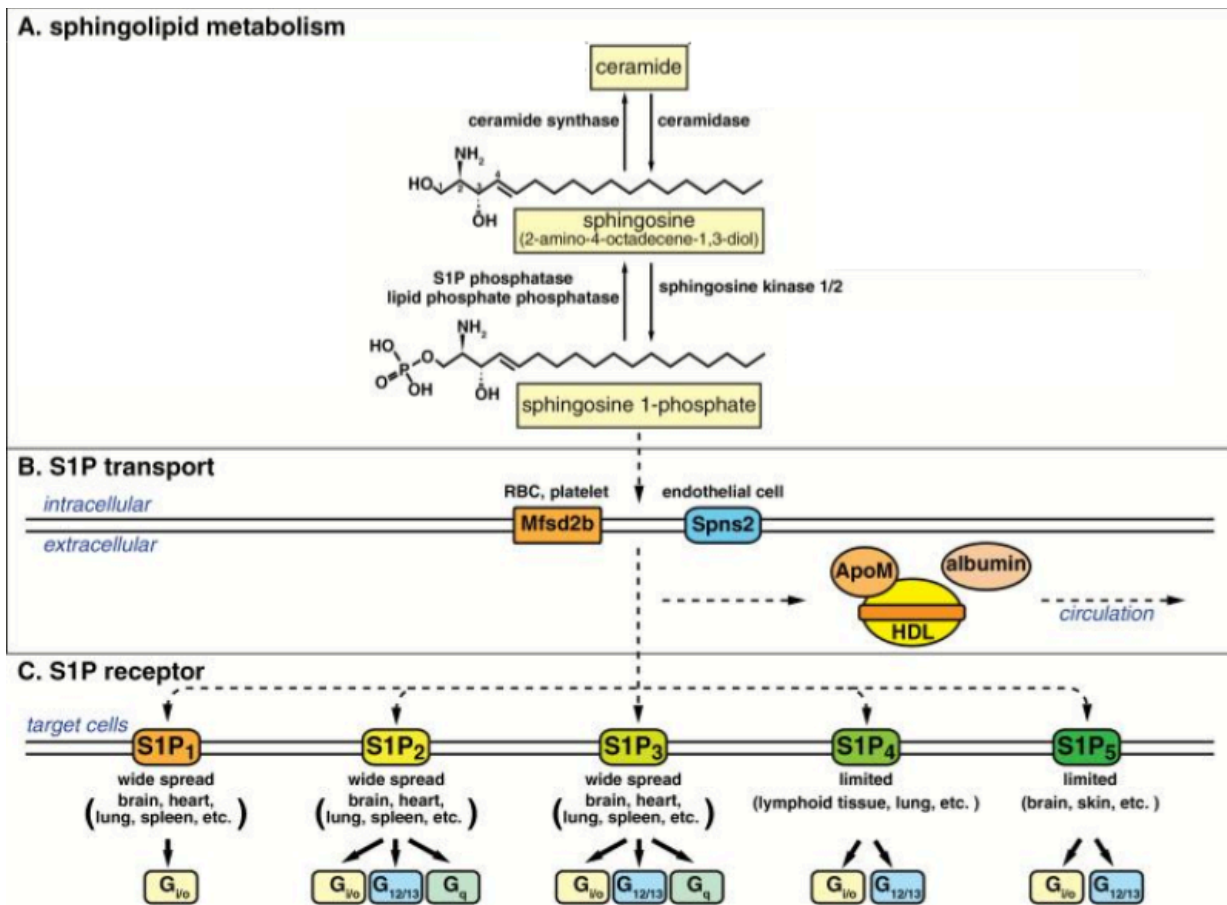 A. sphingolipid metabolism
ceramide
ceramide synthase
ceramidase
NH2
HO
1
2
3
4
OH
sphingosine
(2-amino-4-octadecene-1,3-diol)
S1P phosphatase
lipid phosphate phosphatase
sphingosine kinase 1/2
NH2
HO
O
P
O
OH
OH
sphingosine 1-phosphate
B. S1P transport
intracellular
RBC, platelet
endothelial cell
Mfsd2b
Spns2
extracellular
ApoM
albumin
HDL
circulation
C. S1P receptor
target cells
S1P1
S1P2
S1P3
S1P4
S1P5
wide spread
(brain, heart,
lung, spleen, etc.)
wide spread
(brain, heart,
lung, spleen, etc.)
wide spread
(brain, heart,
lung, spleen, etc.)
limited
(lymphoid tissue, lung, etc. )
limited
(brain, skin, etc. )
Gi/o
Gi/o G12/13 Gq
Gi/o G12/13 Gq
Gi/o G12/13
Gi/o G12/13